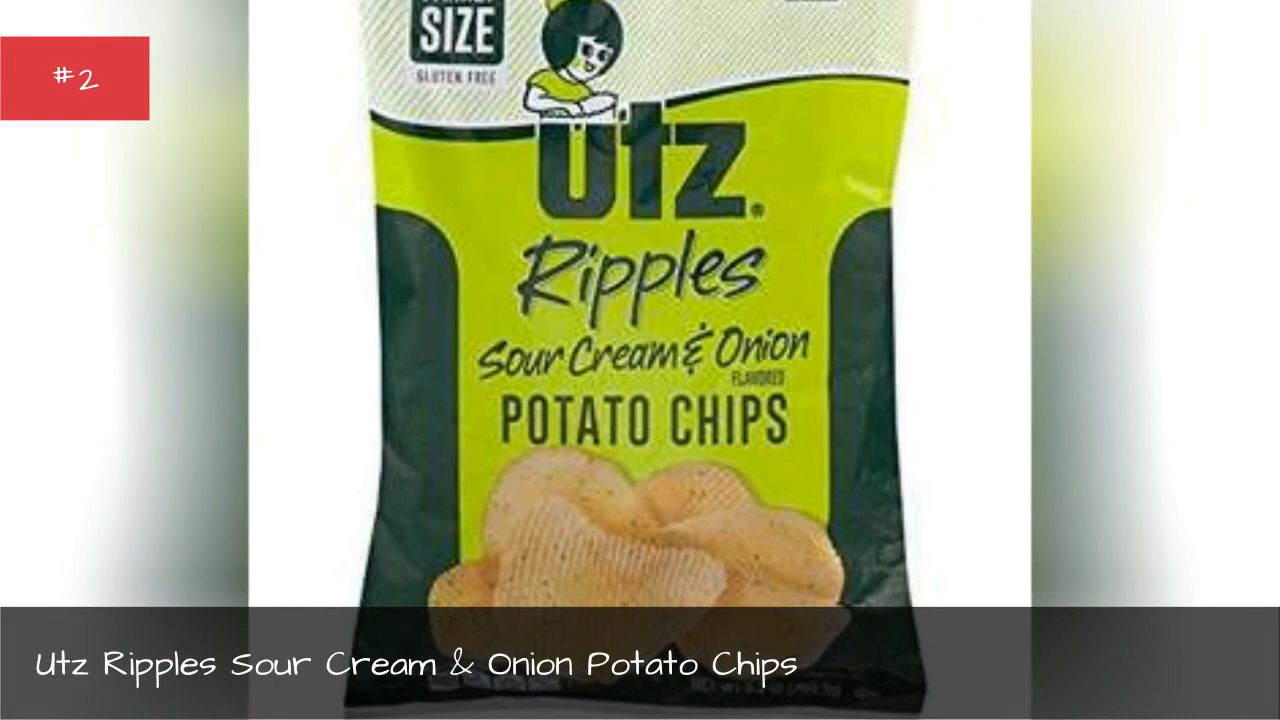 #2
SIZE
GLUTEN FREE
Utz®
Ripples
Sour Cream & Onion
FLAVORED
POTATO CHIPS
Utz Ripples Sour Cream & Onion Potato Chips